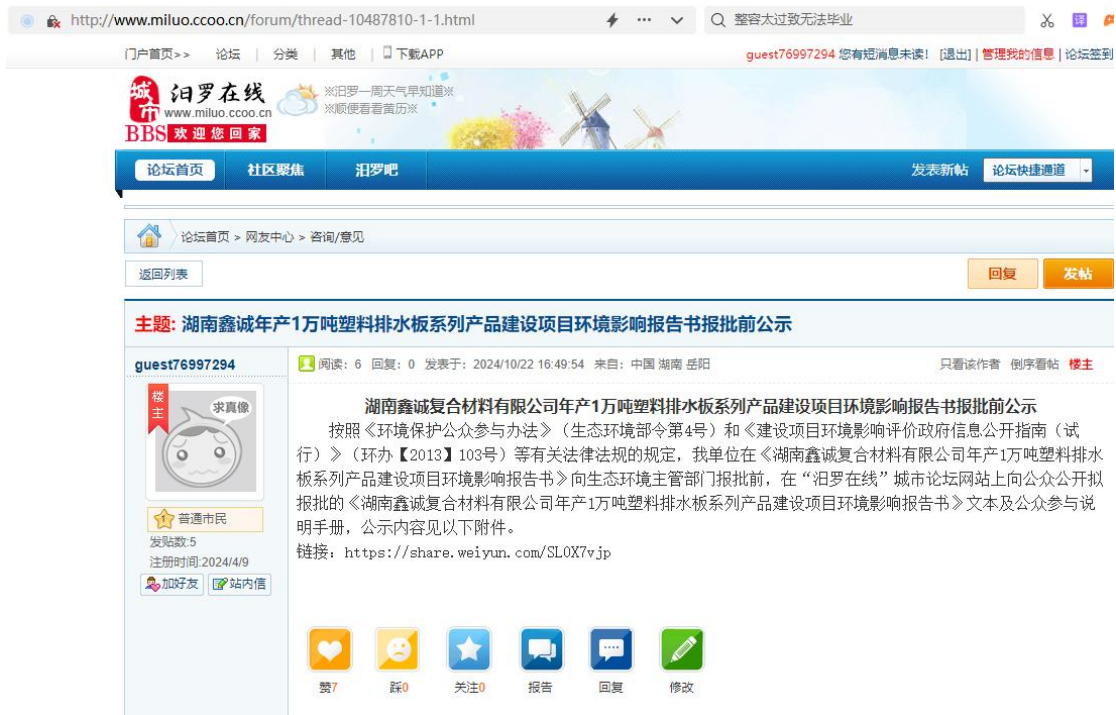 http://www.miluo.ccoo.cn/forum/thread-10487810-1-1.html
整容太过致无法毕业
译
门户首页>> 论坛 | 分类 | 其他 | 下载APP
guest76997294 您有短消息未读! [退出] | 管理我的信息 | 论坛签到
城市 汨罗在线
www.miluo.ccoo.cn
BBS 欢迎您回家
※汨罗一周天气早知道※
※顺便看看黄历※
论坛首页 社区聚焦 汨罗吧 发表新帖 论坛快捷通道
论坛首页 > 网友中心 > 咨询/意见
返回列表 回复 发帖
主题: 湖南鑫诚年产1万吨塑料排水板系列产品建设项目环境影响报告书报批前公示
guest76997294
楼主
求真像
普通市民
发贴数:5
注册时间:2024/4/9
加好友 站内信
阅读: 6 回复: 0 发表于: 2024/10/22 16:49:54 来自: 中国 湖南 岳阳 只看该作者 倒序看帖 楼主
湖南鑫诚复合材料有限公司年产1万吨塑料排水板系列产品建设项目环境影响报告书报批前公示
按照《环境保护公众参与办法》（生态环境部令第4号）和《建设项目环境影响评价政府信息公开指南（试
行）》（环办【2013】103号）等有关法律法规的规定，我单位在《湖南鑫诚复合材料有限公司年产1万吨塑料排水
板系列产品建设项目环境影响报告书》向生态环境主管部门报批前，在“汨罗在线”城市论坛网站上向公众公开拟
报批的《湖南鑫诚复合材料有限公司年产1万吨塑料排水板系列产品建设项目环境影响报告书》文本及公众参与说
明手册，公示内容见以下附件。
链接：https://share.weiyun.com/SL0X7vjp
赞7 踩0 关注0 报告 回复 修改